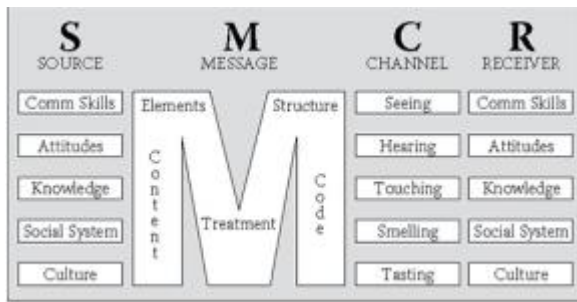 S M C R
SOURCE MESSAGE CHANNEL RECEIVER
Comm Skills Elements Structure Seeing Comm Skills
Attitudes Hearing Attitudes
Content
Code
Knowledge Touching Knowledge
Social System Treatment Smelling Social System
Culture Tasting Culture